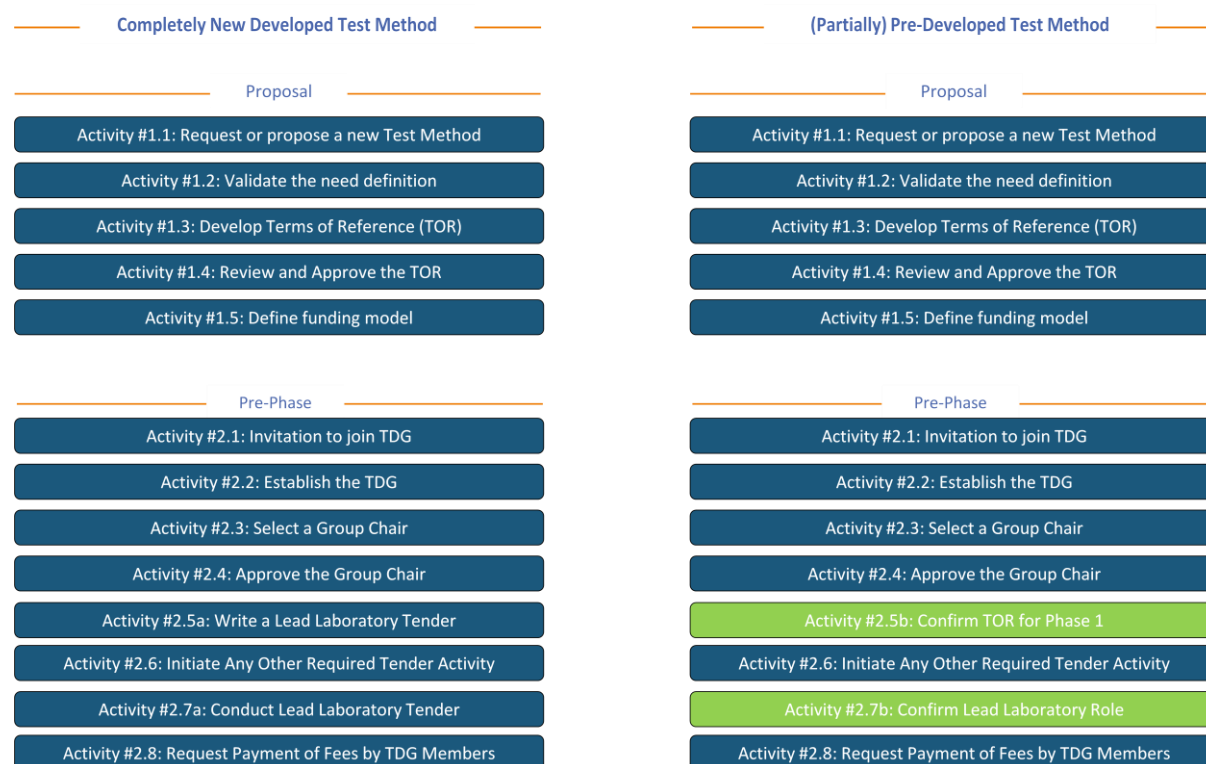 Completely New Developed Test Method
Proposal
Activity #1.1: Request or propose a new Test Method
Activity #1.2: Validate the need definition
Activity #1.3: Develop Terms of Reference (TOR)
Activity #1.4: Review and Approve the TOR
Activity #1.5: Define funding model
Pre-Phase
Activity #2.1: Invitation to join TDG
Activity #2.2: Establish the TDG
Activity #2.3: Select a Group Chair
Activity #2.4: Approve the Group Chair
Activity #2.5a: Write a Lead Laboratory Tender
Activity #2.6: Initiate Any Other Required Tender Activity
Activity #2.7a: Conduct Lead Laboratory Tender
Activity #2.8: Request Payment of Fees by TDG Members
(Partially) Pre-Developed Test Method
Proposal
Activity #1.1: Request or propose a new Test Method
Activity #1.2: Validate the need definition
Activity #1.3: Develop Terms of Reference (TOR)
Activity #1.4: Review and Approve the TOR
Activity #1.5: Define funding model
Pre-Phase
Activity #2.1: Invitation to join TDG
Activity #2.2: Establish the TDG
Activity #2.3: Select a Group Chair
Activity #2.4: Approve the Group Chair
Activity #2.5b: Confirm TOR for Phase 1
Activity #2.6: Initiate Any Other Required Tender Activity
Activity #2.7b: Confirm Lead Laboratory Role
Activity #2.8: Request Payment of Fees by TDG Members